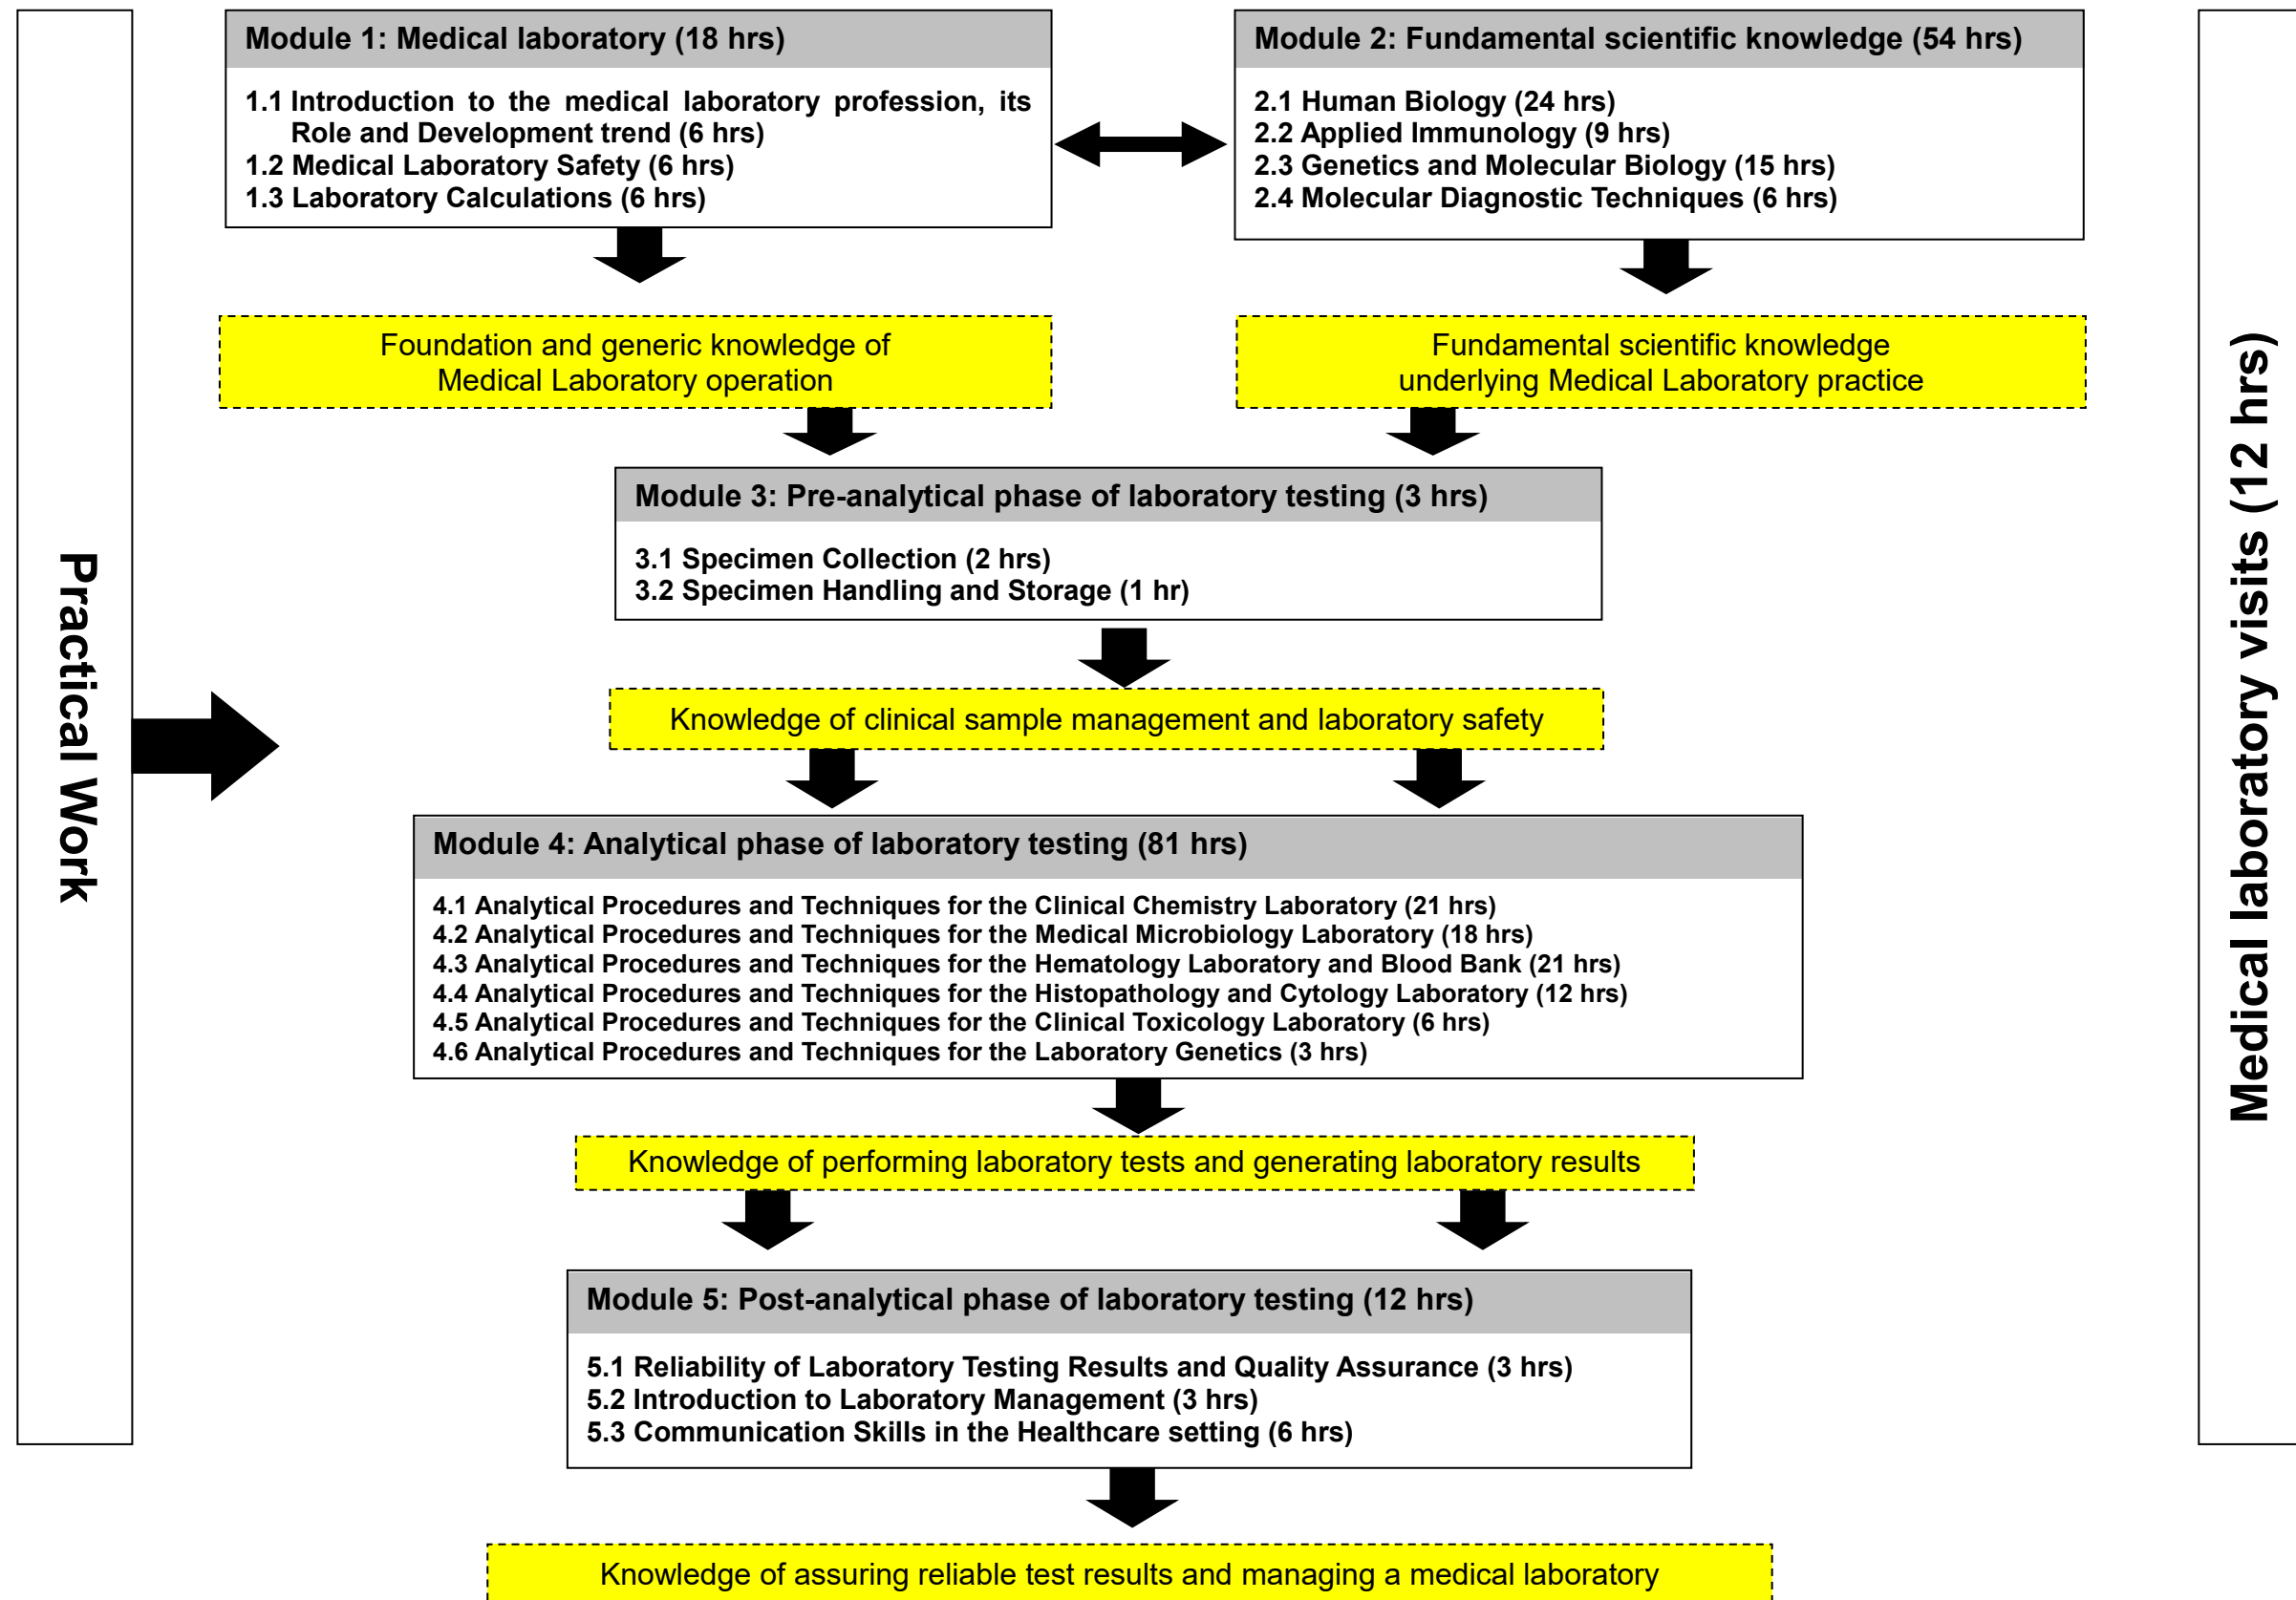 Practical Work
Module 1: Medical laboratory (18 hrs)
1.1 Introduction to the medical laboratory profession, its
Role and Development trend (6 hrs)
1.2 Medical Laboratory Safety (6 hrs)
1.3 Laboratory Calculations (6 hrs)
Module 2: Fundamental scientific knowledge (54 hrs)
2.1 Human Biology (24 hrs)
2.2 Applied Immunology (9 hrs)
2.3 Genetics and Molecular Biology (15 hrs)
2.4 Molecular Diagnostic Techniques (6 hrs)
Foundation and generic knowledge of
Medical Laboratory operation
Fundamental scientific knowledge
underlying Medical Laboratory practice
Module 3: Pre-analytical phase of laboratory testing (3 hrs)
3.1 Specimen Collection (2 hrs)
3.2 Specimen Handling and Storage (1 hr)
Knowledge of clinical sample management and laboratory safety
Module 4: Analytical phase of laboratory testing (81 hrs)
4.1 Analytical Procedures and Techniques for the Clinical Chemistry Laboratory (21 hrs)
4.2 Analytical Procedures and Techniques for the Medical Microbiology Laboratory (18 hrs)
4.3 Analytical Procedures and Techniques for the Hematology Laboratory and Blood Bank (21 hrs)
4.4 Analytical Procedures and Techniques for the Histopathology and Cytology Laboratory (12 hrs)
4.5 Analytical Procedures and Techniques for the Clinical Toxicology Laboratory (6 hrs)
4.6 Analytical Procedures and Techniques for the Laboratory Genetics (3 hrs)
Knowledge of performing laboratory tests and generating laboratory results
Module 5: Post-analytical phase of laboratory testing (12 hrs)
5.1 Reliability of Laboratory Testing Results and Quality Assurance (3 hrs)
5.2 Introduction to Laboratory Management (3 hrs)
5.3 Communication Skills in the Healthcare setting (6 hrs)
Knowledge of assuring reliable test results and managing a medical laboratory
Medical laboratory visits (12 hrs)